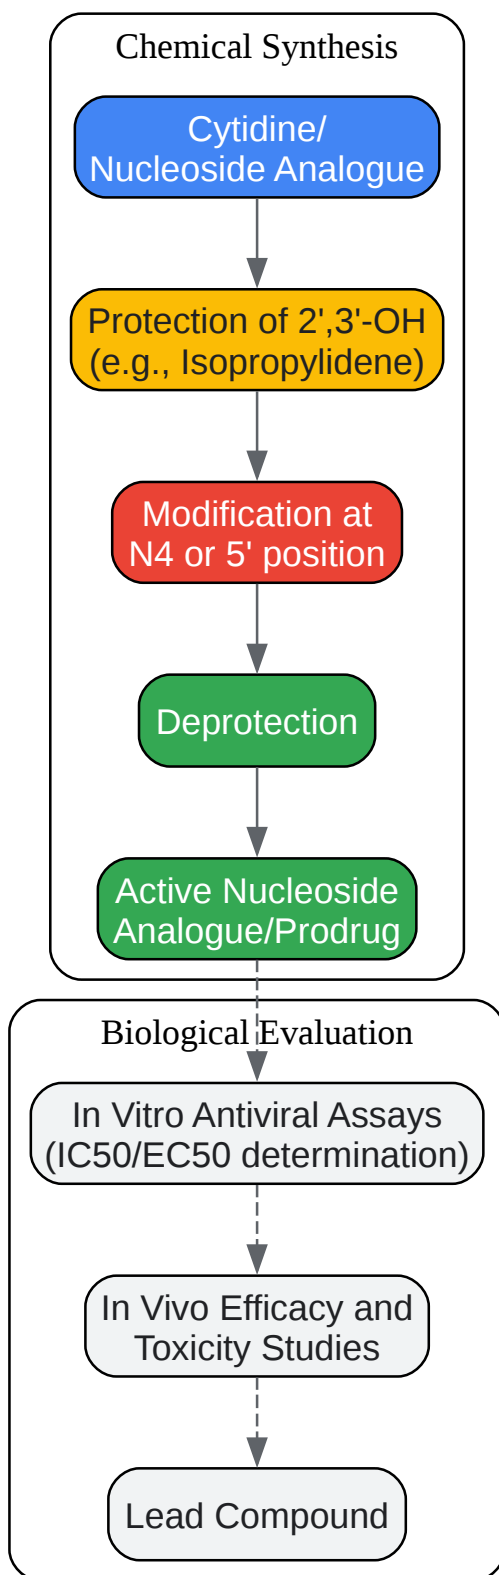 Chemical Synthesis
Cytidine/
Nucleoside Analogue
Protection of 2',3'-OH
(e.g., Isopropylidene)
Modification at
N4 or 5' position
Deprotection
Active Nucleoside
Analogue/Prodrug
Biological Evaluation
In Vitro Antiviral Assays
(IC50/EC50 determination)
In Vivo Efficacy and
Toxicity Studies
Lead Compound